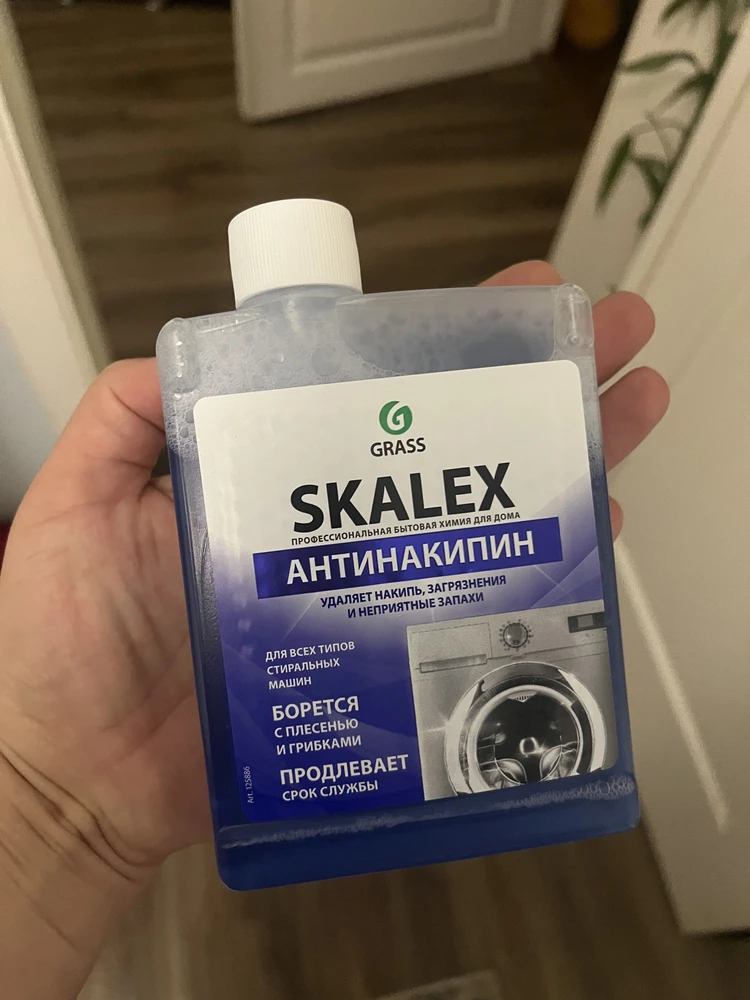 GRASS
SKALEX
ПРОФЕССИОНАЛЬНАЯ БЫТОВАЯ ХИМИЯ ДЛЯ ДОМА
АНТИНАКИПИН
УДАЛЯЕТ НАКИПЬ, ЗАГРЯЗНЕНИЯ
И НЕПРИЯТНЫЕ ЗАПАХИ
ДЛЯ ВСЕХ ТИПОВ
СТИРАЛЬНЫХ
МАШИН
БОРЕТСЯ
С ПЛЕСЕНЬЮ
И ГРИБКАМИ
ПРОДЛЕВАЕТ
СРОК СЛУЖБЫ
Art. 125886